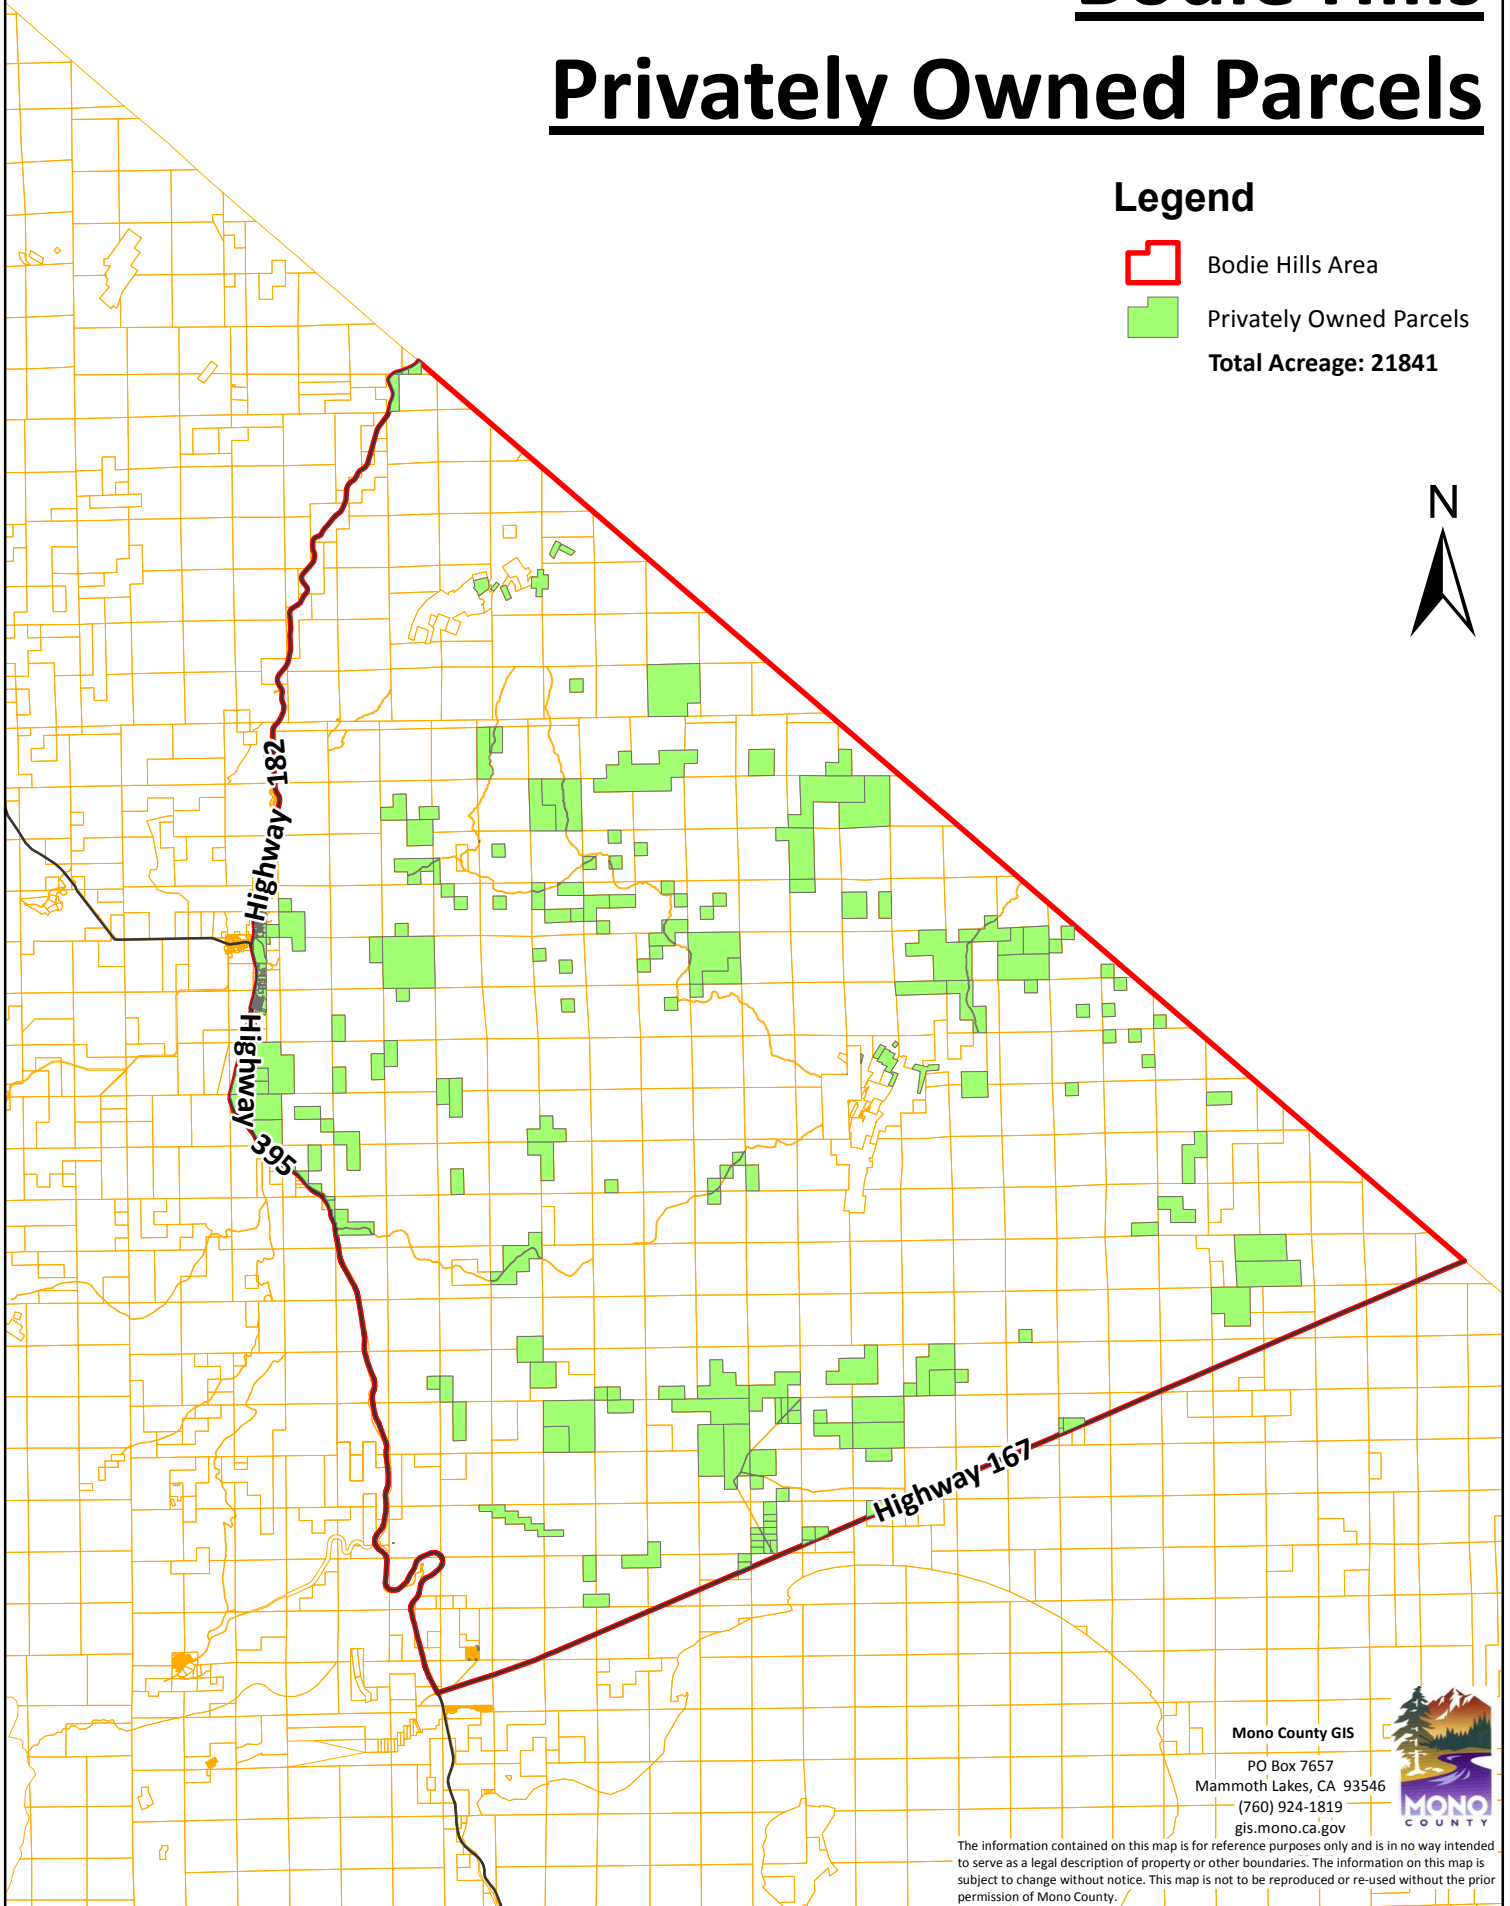 Bodie Hills
Privately Owned Parcels
Legend
Bodie Hills Area
Privately Owned Parcels
Total Acreage: 21841
N
Highway 182
Highway 395
Highway 167
Mono County GIS
PO Box 7657
Mammoth Lakes, CA 93546
(760) 924-1819
gis.mono.ca.gov
MONO
COUNTY
The information contained on this map is for reference purposes only and is in no way intended
to serve as a legal description of property or other boundaries. The information on this map is
subject to change without notice. This map is not to be reproduced or re-used without the prior
permission of Mono County.